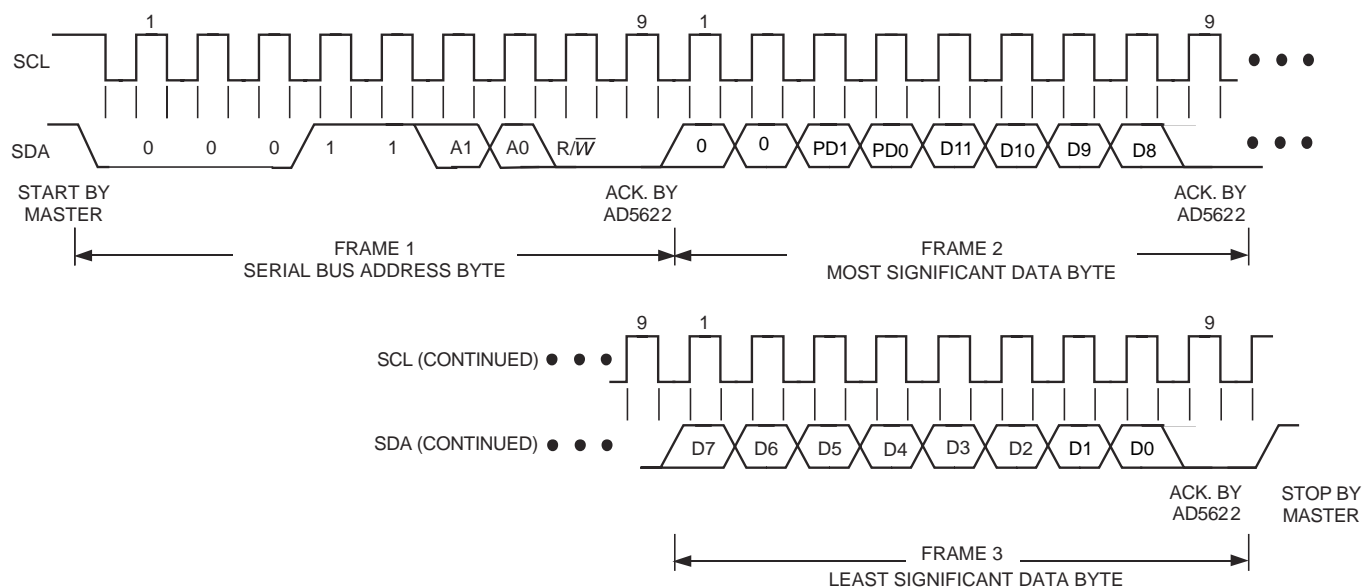 1 9 1 9
SCL
SDA 0 0 0 1 1 A1 A0 R/W̅ 0 0 PD1 PD0 D11 D10 D9 D8
START BY
MASTER
ACK. BY
AD5622
ACK. BY
AD5622
FRAME 1
SERIAL BUS ADDRESS BYTE
FRAME 2
MOST SIGNIFICANT DATA BYTE
9 1 9
SCL (CONTINUED)
SDA (CONTINUED) D7 D6 D5 D4 D3 D2 D1 D0
ACK. BY
AD5622
STOP BY
MASTER
FRAME 3
LEAST SIGNIFICANT DATA BYTE